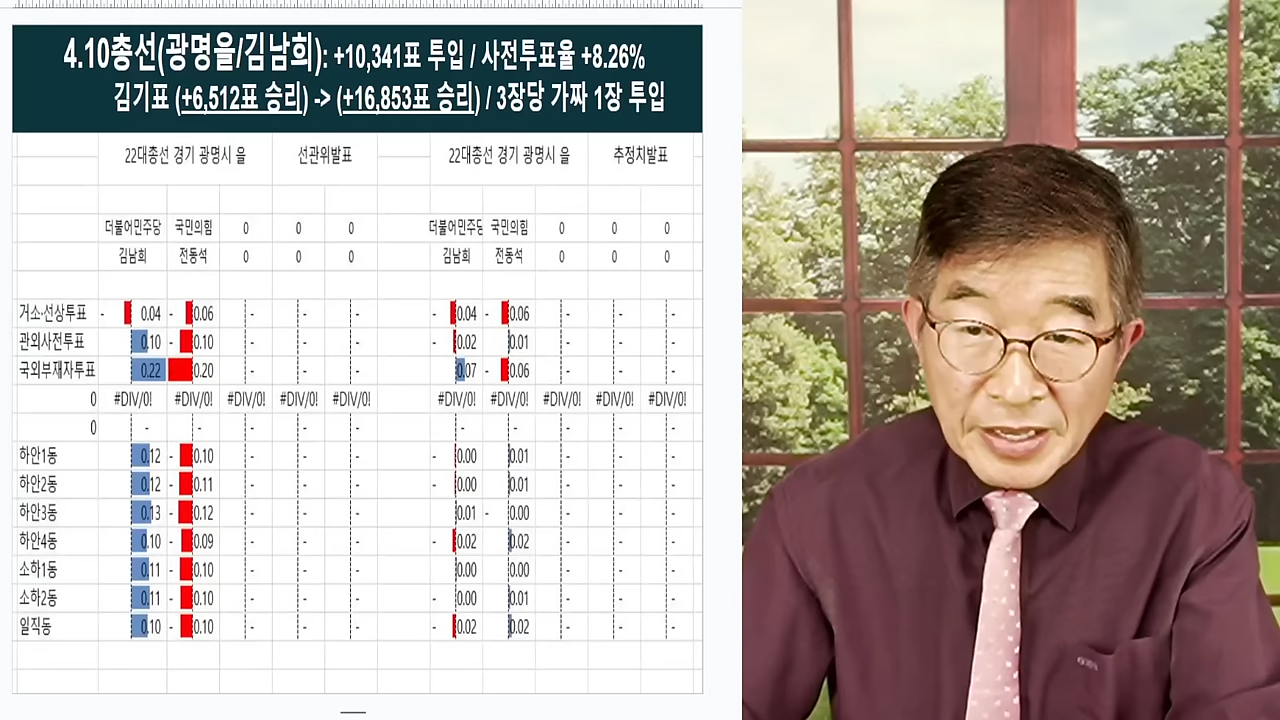 4.10총선(광명을/김남희): +10,341표 투입 / 사전투표율 +8.26%
김기표 (+6,512표 승리) -> (+16,853표 승리) / 3장당 가짜 1장 투입
22대총선 경기 광명시 을 선관위발표 22대총선 경기 광명시 을 추정치발표
더불어민주당 국민의힘 0 0 0 더불어민주당 국민의힘 0 0 0
김남희 전동석 0 0 0 김남희 전동석 0 0 0
거소·선상투표 - 0.04 0.06 - - - - 0.04 - 0.06 - - -
관외사전투표 0.10 - 0.10 - - - - 0.02 0.01 - - -
국외부재자투표 0.22 0.20 - - - 0.07 - 0.06 - - -
0 #DIV/0! #DIV/0! #DIV/0! #DIV/0! #DIV/0! #DIV/0! #DIV/0! #DIV/0! #DIV/0! #DIV/0!
0 - - - - - - - - - -
하안1동 0.12 - 0.10 - - - - 0.00 0.01 - - -
하안2동 0.12 - 0.11 - - - - 0.00 0.01 - - -
하안3동 0.13 - 0.12 - - - 0.01 - 0.00 - - -
하안4동 0.10 - 0.09 - - - - 0.02 0.02 - - -
소하1동 0.11 - 0.10 - - - - 0.00 0.00 - - -
소하2동 0.11 - 0.10 - - - - 0.00 0.01 - - -
일직동 0.10 - 0.10 - - - - 0.02 0.02 - - -